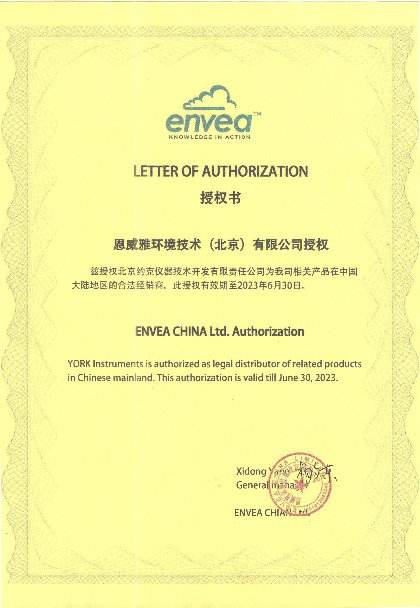 envea™
KNOWLEDGE IN ACTION
LETTER OF AUTHORIZATION
授权书
恩威雅环境技术（北京）有限公司授权
兹授权北京约克仪器技术开发有限责任公司为我司相关产品在中国
大陆地区的合法经销商。此授权有效期至2023年6月30日。
ENVEA CHINA Ltd. Authorization
YORK Instruments is authorized as legal distributor of related products
in Chinese mainland. This authorization is valid till June 30, 2023.
Xidong Yang
General manager
ENVEA CHIAN